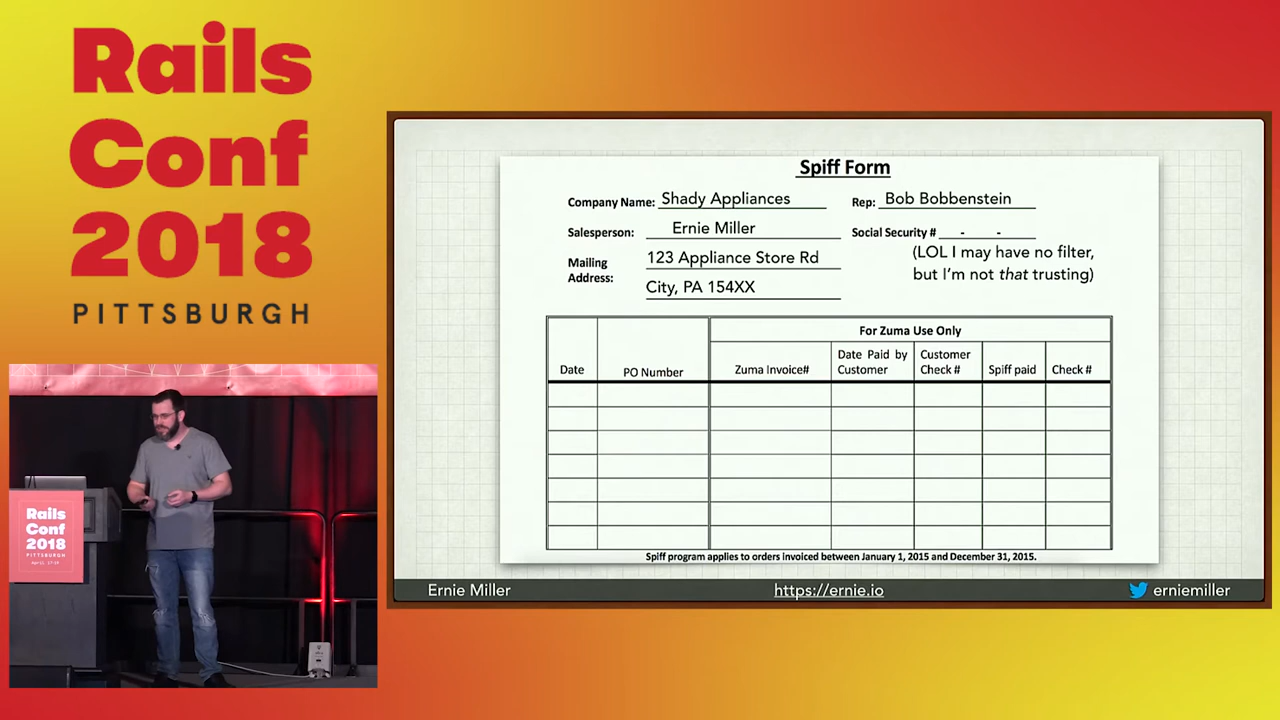 Rails
Conf
2018
PITTSBURGH
Rails
Conf
2018
PITTSBURGH
Spiff Form
Company Name: Shady Appliances Rep: Bob Bobbenstein
Salesperson: Ernie Miller Social Security # - -
Mailing Address: 123 Appliance Store Rd (LOL I may have no filter,
City, PA 154XX but I'm not that trusting)
For Zuma Use Only
Date PO Number Zuma Invoice# Date Paid by Customer Customer Check # Spiff paid Check #
Spiff program applies to orders invoiced between January 1, 2015 and December 31, 2015.
Ernie Miller https://ernie.io erniemiller